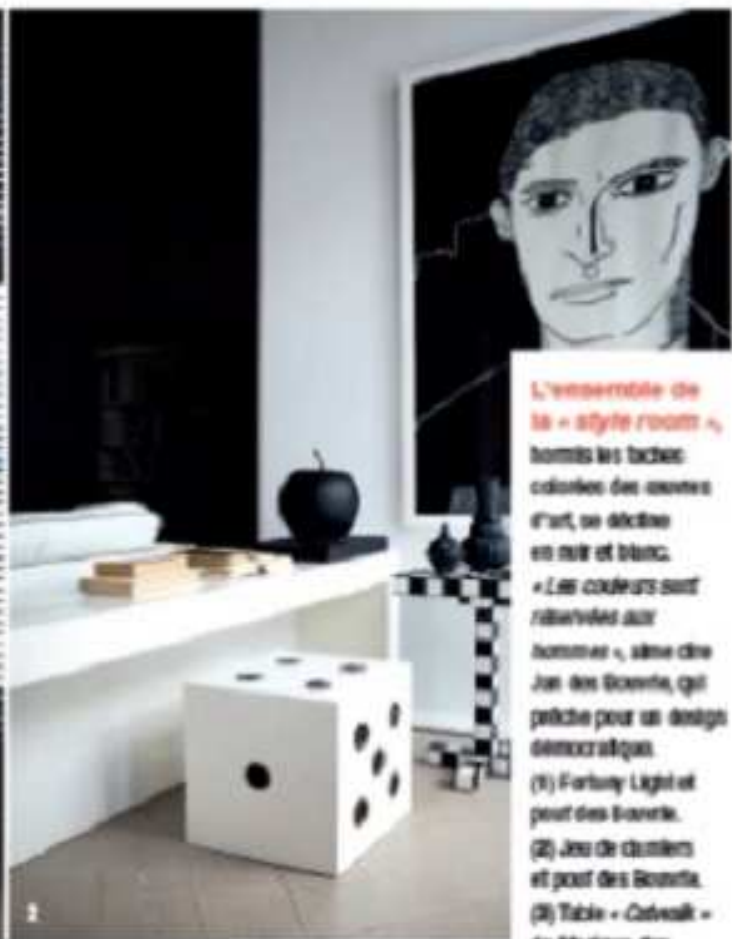 L'ensemble de
la « style room »,
hormis les taches
colorées des œuvres
d'art, se décline
en noir et blanc.
« Les couleurs sont
réservées aux
hommes », aime dire
Jan des Bouvrie, qui
prêche pour un design
démocratique.
(1) Fortuny Light et
pouf des Bouvrie.
(2) Jeu de damiers
et pouf des Bouvrie.
(3) Table « Catwalk »
2